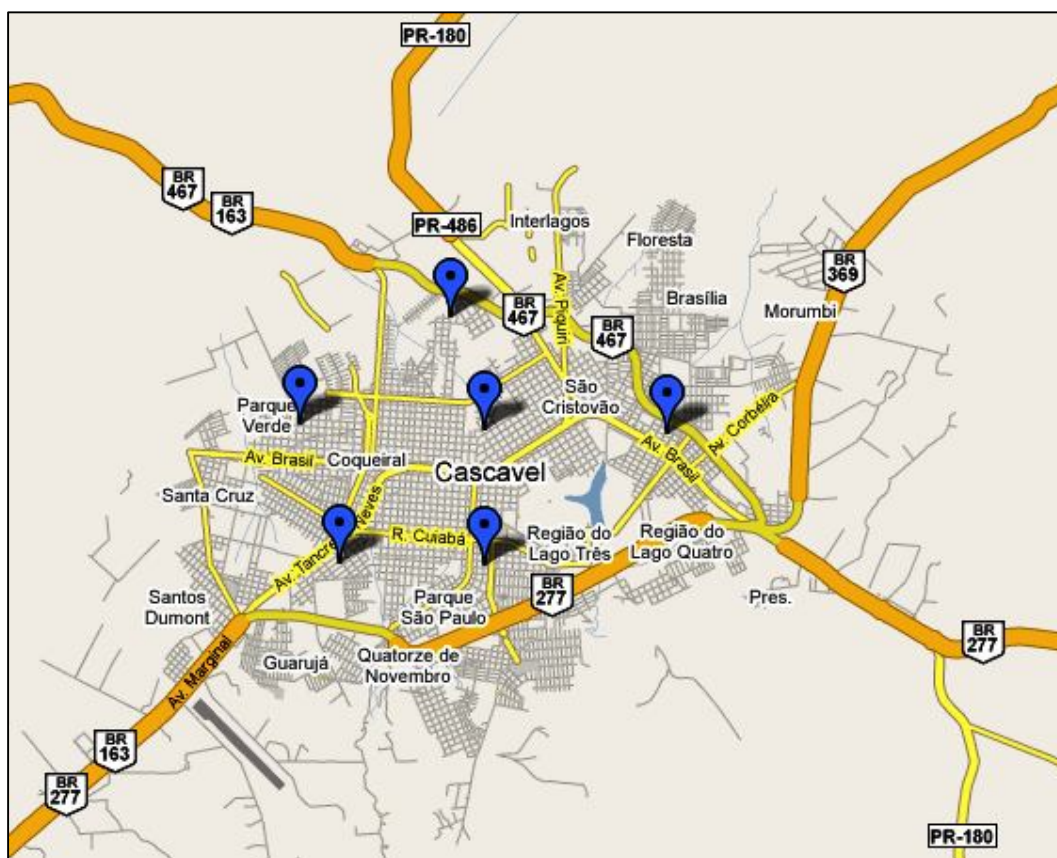 PR-180
BR
467
BR
163
PR-486
Interlagos
Floresta
BR
369
Av. Piquiri
Brasília
Morumbi
BR
467
BR
467
São
Cristovão
Parque
Verde
Av. Corbélia
Av. Brasil
Coqueiral
Av. Brasil
Cascavel
Santa Cruz
Av. Tancredo Neves
R. Cuiabá
Região do
Lago Três
Região do
Lago Quatro
Santos
Dumont
Parque
São Paulo
BR
277
Pres.
BR
277
Guarujá
Quatorze de
Novembro
Av. Marginal
BR
163
BR
277
PR-180